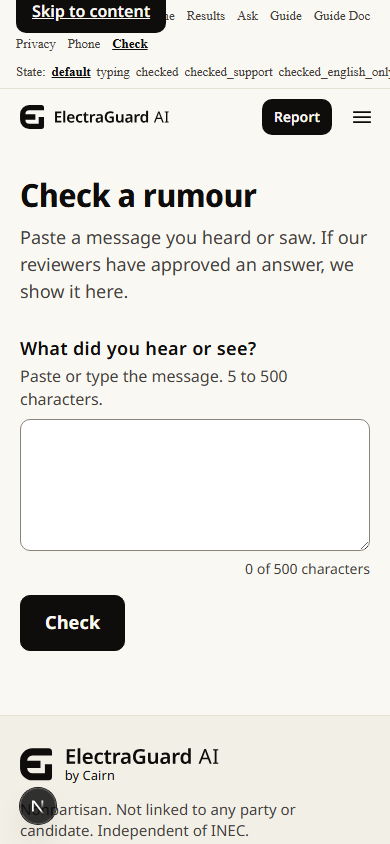 Skip to content
Results Ask Guide Guide Doc
Privacy Phone Check
State: default typing checked checked_support
ElectraGuard AI
Report
Check a rumour
Paste a message you heard or saw. If our
reviewers have approved an answer, we
show it here.
What did you hear or see?
Paste or type the message. 5 to 500
characters.
0 of 500 characters
Check
ElectraGuard AI
by Cairn
N
Nonpartisan. Not linked to any party or
candidate. Independent of INEC.